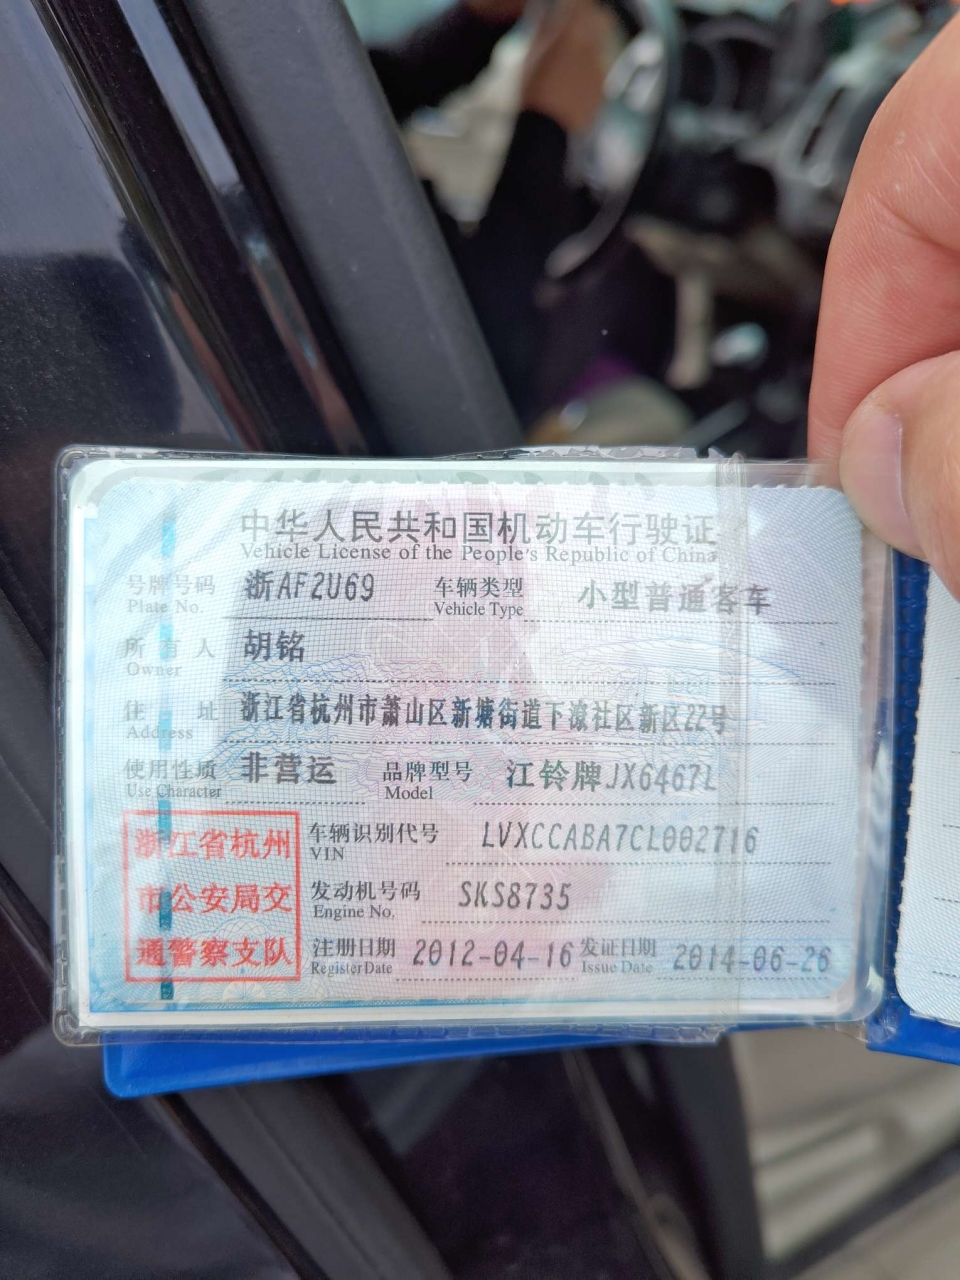 中华人民共和国机动车行驶证
Vehicle License of the People's Republic of China
号牌号码 浙AF2U69 车辆类型 小型普通客车
Plate No. Vehicle Type
所有人 胡铭
Owner
住址 浙江省杭州市萧山区新塘街道下潦社区新区22号
Address
使用性质 非营运 品牌型号 江铃牌JX6467L
Use Character Model
浙江省杭州 车辆识别代号 LVXCCABA7CL002716
VIN
市公安局交 发动机号码 SKS8735
Engine No.
通警察支队 注册日期 2012-04-16 发证日期 2014-06-26
Register Date Issue Date